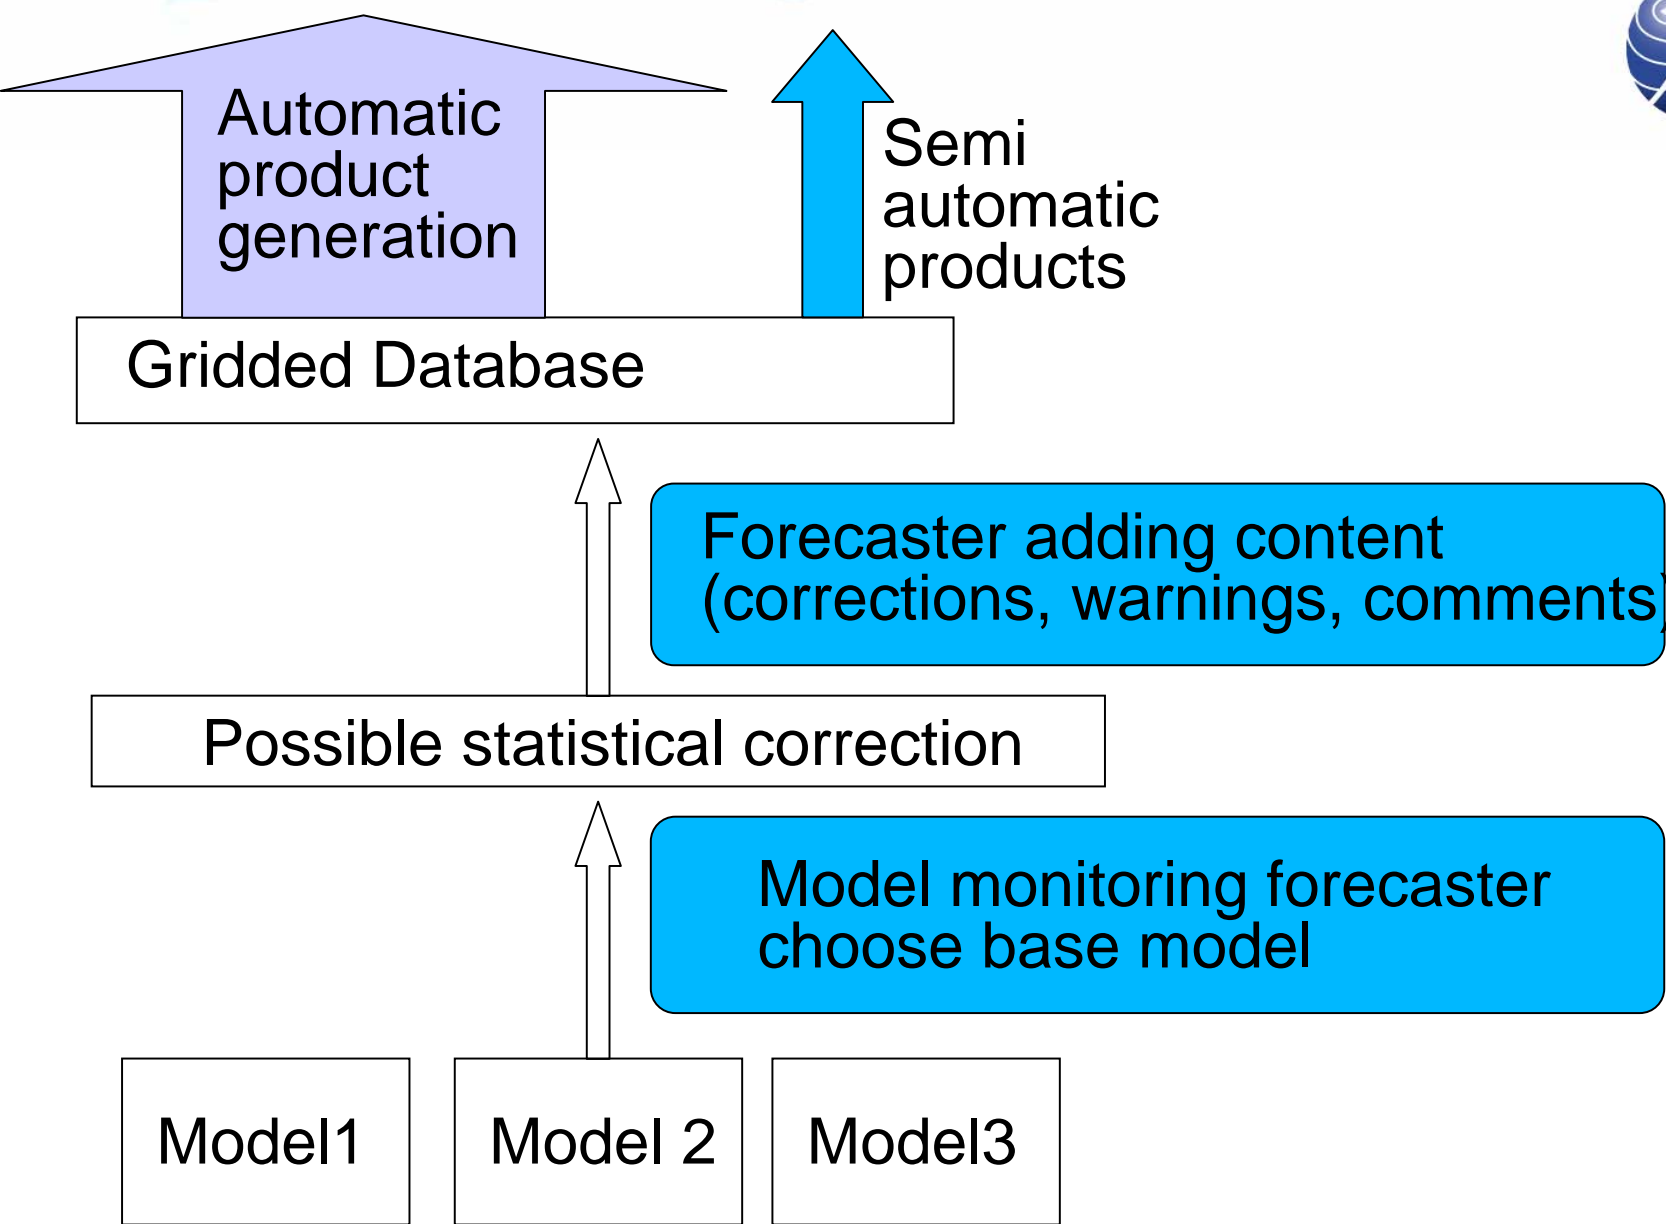 Automatic
product
generation
Semi
automatic
products
Gridded Database
Forecaster adding content
(corrections, warnings, comments)
Possible statistical correction
Model monitoring forecaster
choose base model
Model1
Model 2
Model3